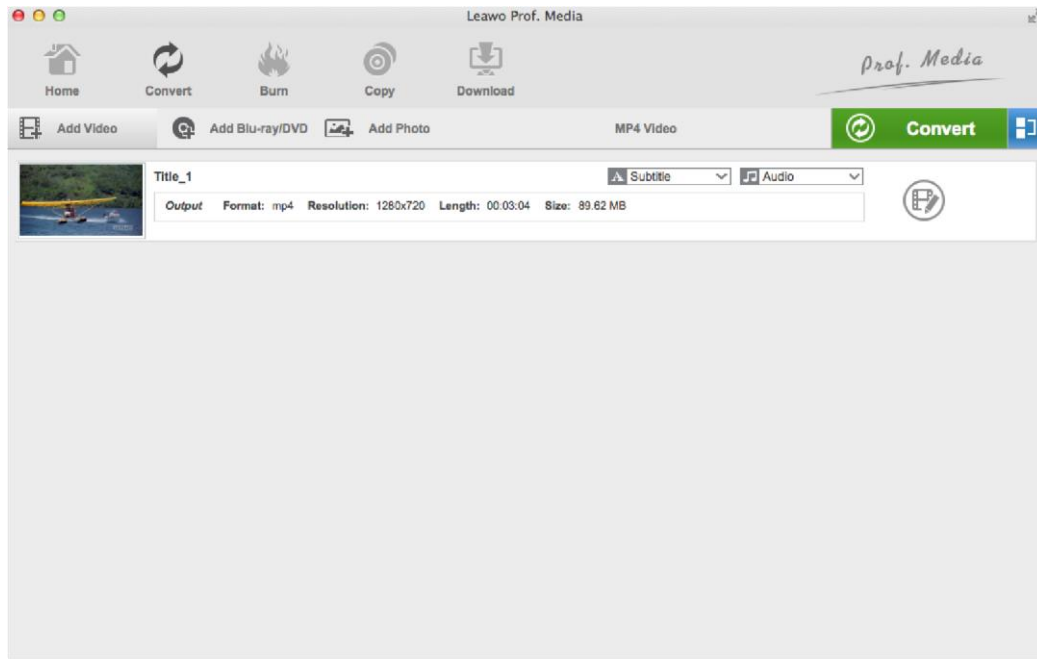 Leawo Prof. Media
Home Convert Burn Copy Download
Prof. Media
Add Video Add Blu-ray/DVD Add Photo MP4 Video Convert
Title_1 A Subtitle Audio
Output Format: mp4 Resolution: 1280x720 Length: 00:03:04 Size: 89.62 MB